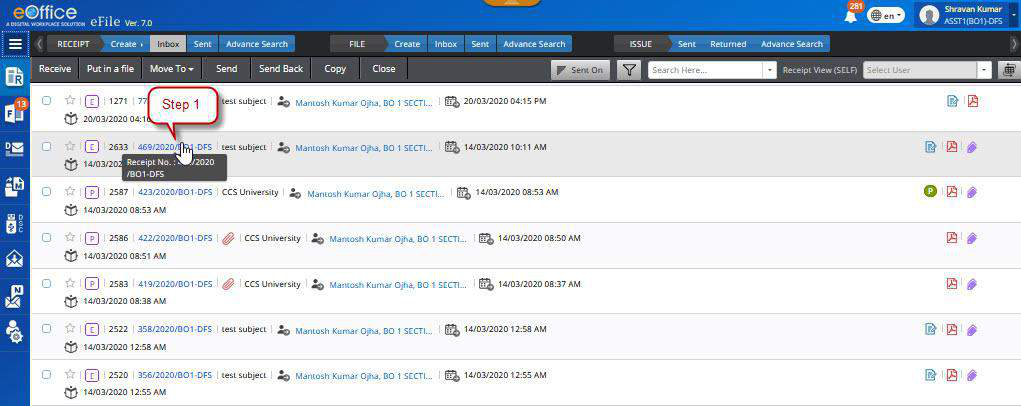 eOffice
A DIGITAL WORKPLACE SOLUTION
eFile Ver. 7.0
281
en
Shravan Kumar
ASST1(BO1)-DFS
RECEIPT Create Inbox Sent Advance Search FILE Create Inbox Sent Advance Search ISSUE Sent Returned Advance Search
Receive Put in a file Move To Send Send Back Copy Close Sent On Search Here... Receipt View (SELF) Select User
R
13
F
D
M
DSC
N
Step 1
E 1271 test subject Mantosh Kumar Ojha, BO 1 SECTI... 20/03/2020 04:15 PM
E 2633 469/2020/BO1-DFS test subject Mantosh Kumar Ojha, BO 1 SECTI... 14/03/2020 10:11 AM
Receipt No. : /2020
/BO1-DFS
P 2587 423/2020/BO1-DFS CCS University Mantosh Kumar Ojha, BO 1 SECTI... 14/03/2020 08:53 AM P
14/03/2020 08:53 AM
P 2586 422/2020/BO1-DFS CCS University Mantosh Kumar Ojha, BO 1 SECTI... 14/03/2020 08:50 AM
14/03/2020 08:51 AM
P 2583 419/2020/BO1-DFS CCS University Mantosh Kumar Ojha, BO 1 SECTI... 14/03/2020 08:37 AM
14/03/2020 08:38 AM
E 2522 358/2020/BO1-DFS test subject Mantosh Kumar Ojha, BO 1 SECTI... 14/03/2020 12:58 AM
14/03/2020 12:58 AM
E 2520 356/2020/BO1-DFS test subject Mantosh Kumar Ojha, BO 1 SECTI... 14/03/2020 12:55 AM
14/03/2020 12:55 AM